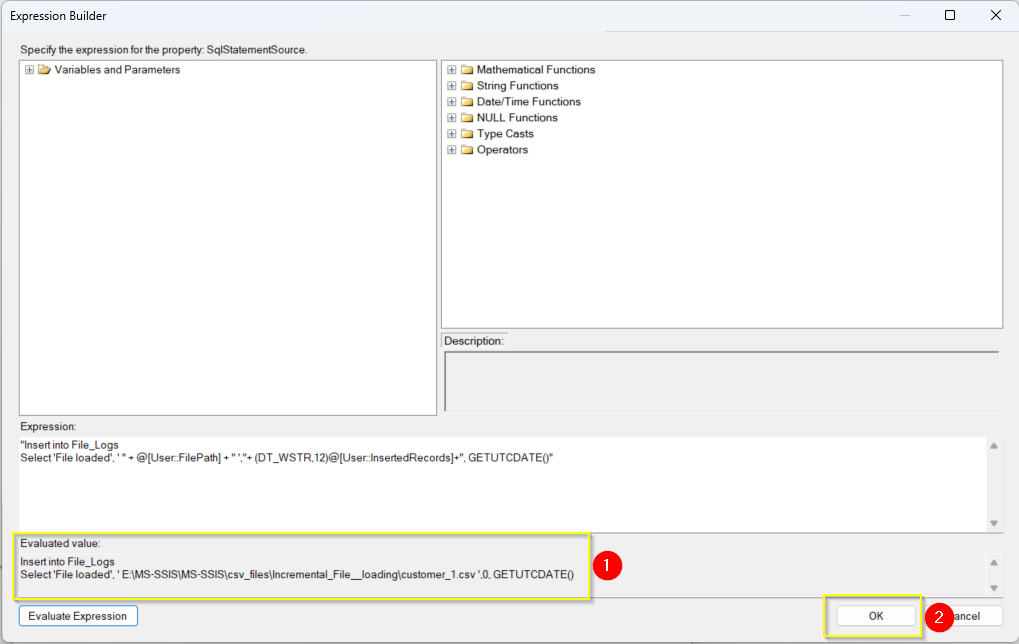 Expression Builder
Specify the expression for the property: SqlStatementSource.
Variables and Parameters
Mathematical Functions
String Functions
Date/Time Functions
NULL Functions
Type Casts
Operators
Description:
Expression:
"Insert into File_Logs
Select 'File loaded', ' " + @[User::FilePath] + " ',"+ (DT_WSTR,12)@[User::InsertedRecords]+", GETUTCDATE()"
Evaluated value:
Insert into File_Logs
Select 'File loaded', ' E:\MS-SSIS\MS-SSIS\csv_files\Incremental_File__loading\customer_1.csv ',0, GETUTCDATE()
1
Evaluate Expression
OK
2
ancel